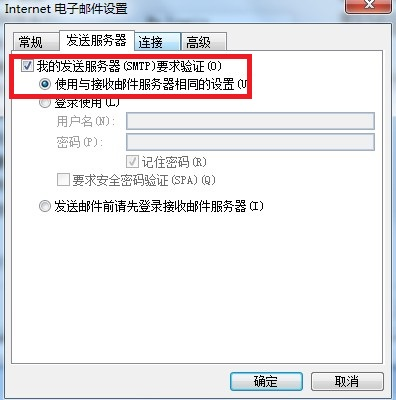 Internet 电子邮件设置
常规 发送服务器 连接 高级
我的发送服务器(SMTP)要求验证(O)
使用与接收邮件服务器相同的设置(U
登录使用(L)
用户名(N):
密码(P):
记住密码(R)
要求安全密码验证(SPA)(Q)
发送邮件前请先登录接收邮件服务器(I)
确定 取消